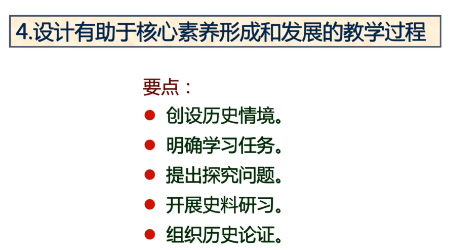 4.设计有助于核心素养形成和发展的教学过程
要点：
● 创设历史情境。
● 明确学习任务。
● 提出探究问题。
● 开展史料研习。
● 组织历史论证。